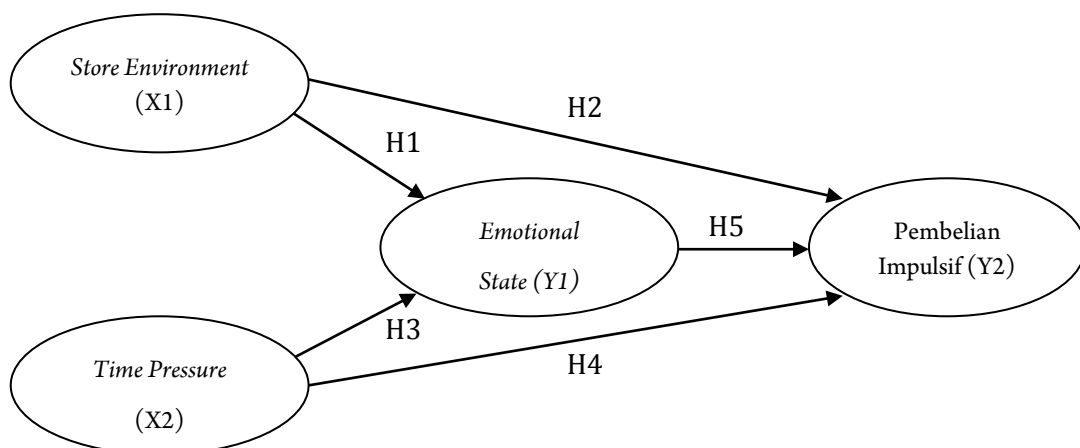 Store Environment
(X1)
H2
H1
Emotional
State (Y1)
H5
Pembelian
Impulsif (Y2)
H3
H4
Time Pressure
(X2)